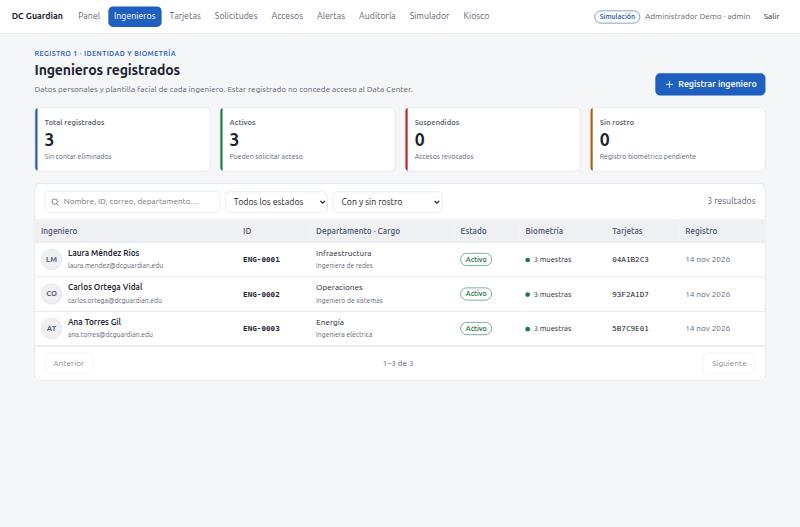 DC Guardian Panel Ingenieros Tarjetas Solicitudes Accesos Alertas Auditoría Simulador Kiosco Simulación Administrador Demo · admin Salir
REGISTRO 1 · IDENTIDAD Y BIOMETRÍA
Ingenieros registrados
Datos personales y plantilla facial de cada ingeniero. Estar registrado no concede acceso al Data Center.
+ Registrar ingeniero
Total registrados
3
Sin contar eliminados
Activos
3
Pueden solicitar acceso
Suspendidos
0
Accesos revocados
Sin rostro
0
Registro biométrico pendiente
Nombre, ID, correo, departamento... Todos los estados Con y sin rostro 3 resultados
Ingeniero ID Departamento · Cargo Estado Biometría Tarjetas Registro
LM Laura Méndez Ríos ENG-0001 Infraestructura Activo 3 muestras 04A1B2C3 14 nov 2026
laura.mendez@dcguardian.edu Ingeniera de redes
CO Carlos Ortega Vidal ENG-0002 Operaciones Activo 3 muestras 93F2A1D7 14 nov 2026
carlos.ortega@dcguardian.edu Ingeniero de sistemas
AT Ana Torres Gil ENG-0003 Energía Activo 3 muestras 5B7C9E01 14 nov 2026
ana.torres@dcguardian.edu Ingeniera eléctrica
Anterior 1–3 de 3 Siguiente